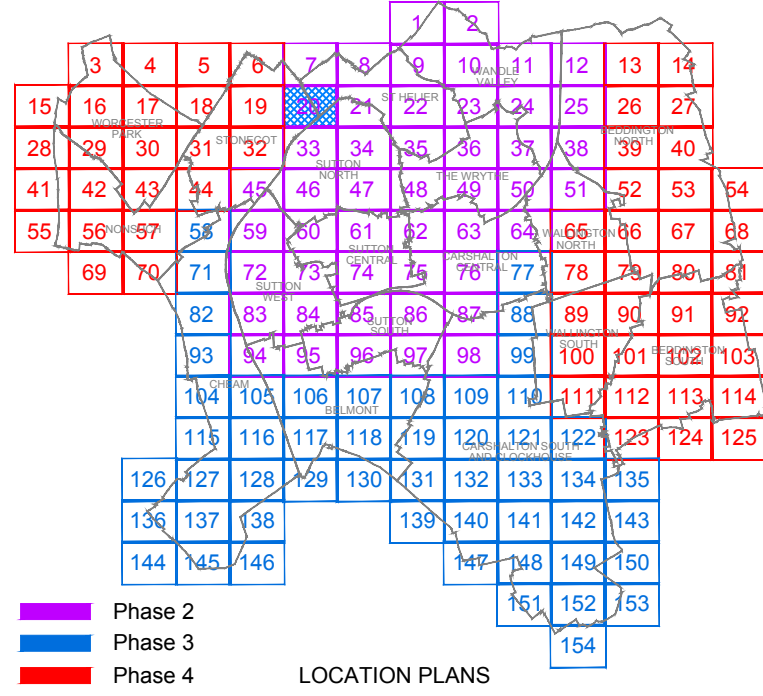 1 2
3 4 5 6 7 8 9 10 11 12 13 14
WANDLE
VALLEY
15 16 17 18 19 20 21 22 23 24 25 26 27
ST HELIER
WORCESTER
PARK
BEDDINGTON
NORTH
28 29 30 31 32 33 34 35 36 37 38 39 40
STONECOT
SUTTON
NORTH
THE WRYTHE
41 42 43 44 45 46 47 48 49 50 51 52 53 54
55 56 57 58 59 60 61 62 63 64 65 66 67 68
NONSUCH
WALLINGTON
NORTH
SUTTON
CENTRAL
CARSHALTON
CENTRAL
69 70 71 72 73 74 75 76 77 78 79 80 81
SUTTON
WEST
82 83 84 85 86 87 88 89 90 91 92
SUTTON
SOUTH
WALLINGTON
SOUTH
93 94 95 96 97 98 99 100 101 102 103
BEDDINGTON
SOUTH
CHEAM
104 105 106 107 108 109 110 111 112 113 114
BELMONT
115 116 117 118 119 120 121 122 123 124 125
CARSHALTON SOUTH
AND CLOCKHOUSE
126 127 128 129 130 131 132 133 134 135
136 137 138 139 140 141 142 143
144 145 146 147 148 149 150
151 152 153
154
Phase 2
Phase 3
Phase 4
LOCATION PLANS